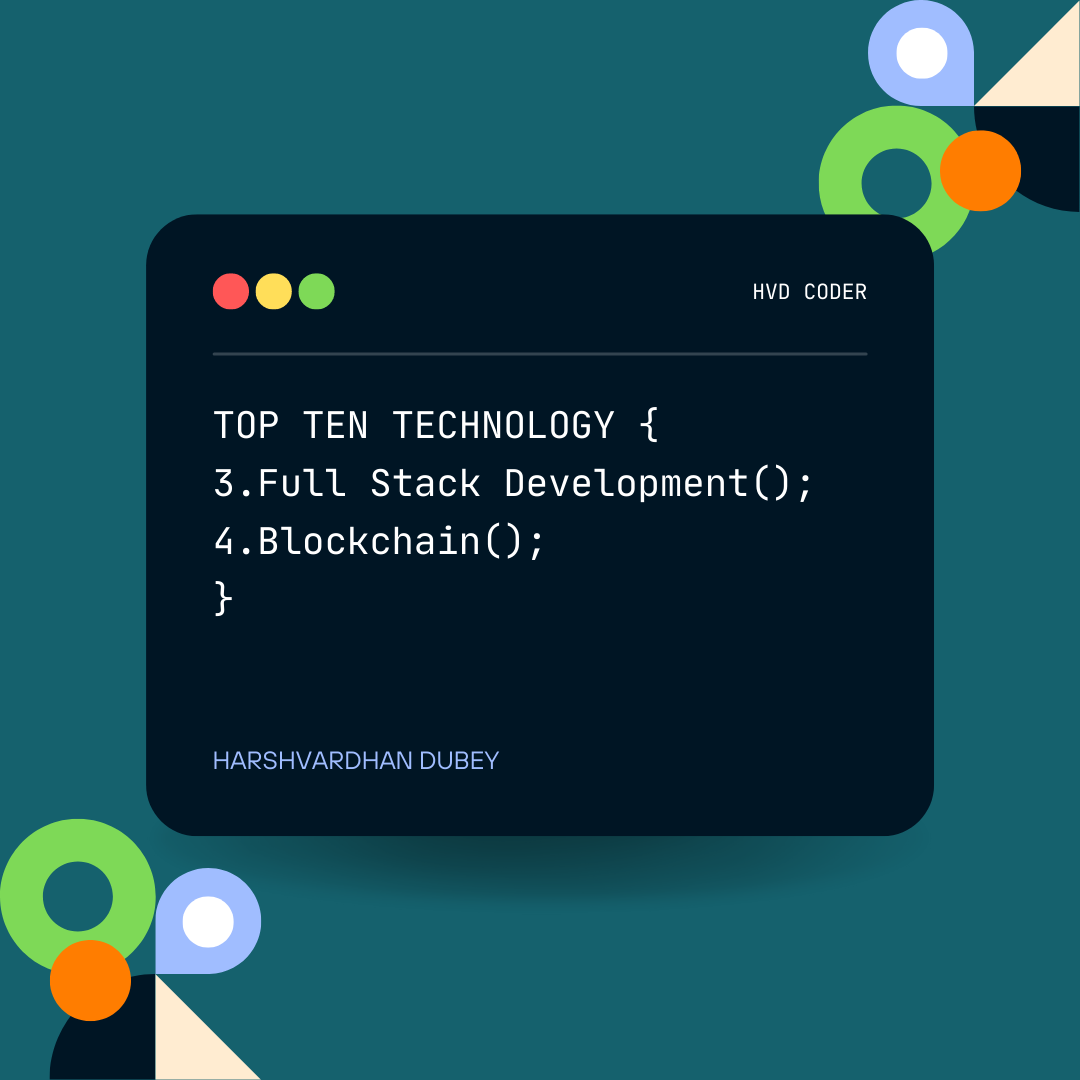 HVD CODER
TOP TEN TECHNOLOGY {
3.Full Stack Development();
4.Blockchain();
}
HARSHVARDHAN DUBEY